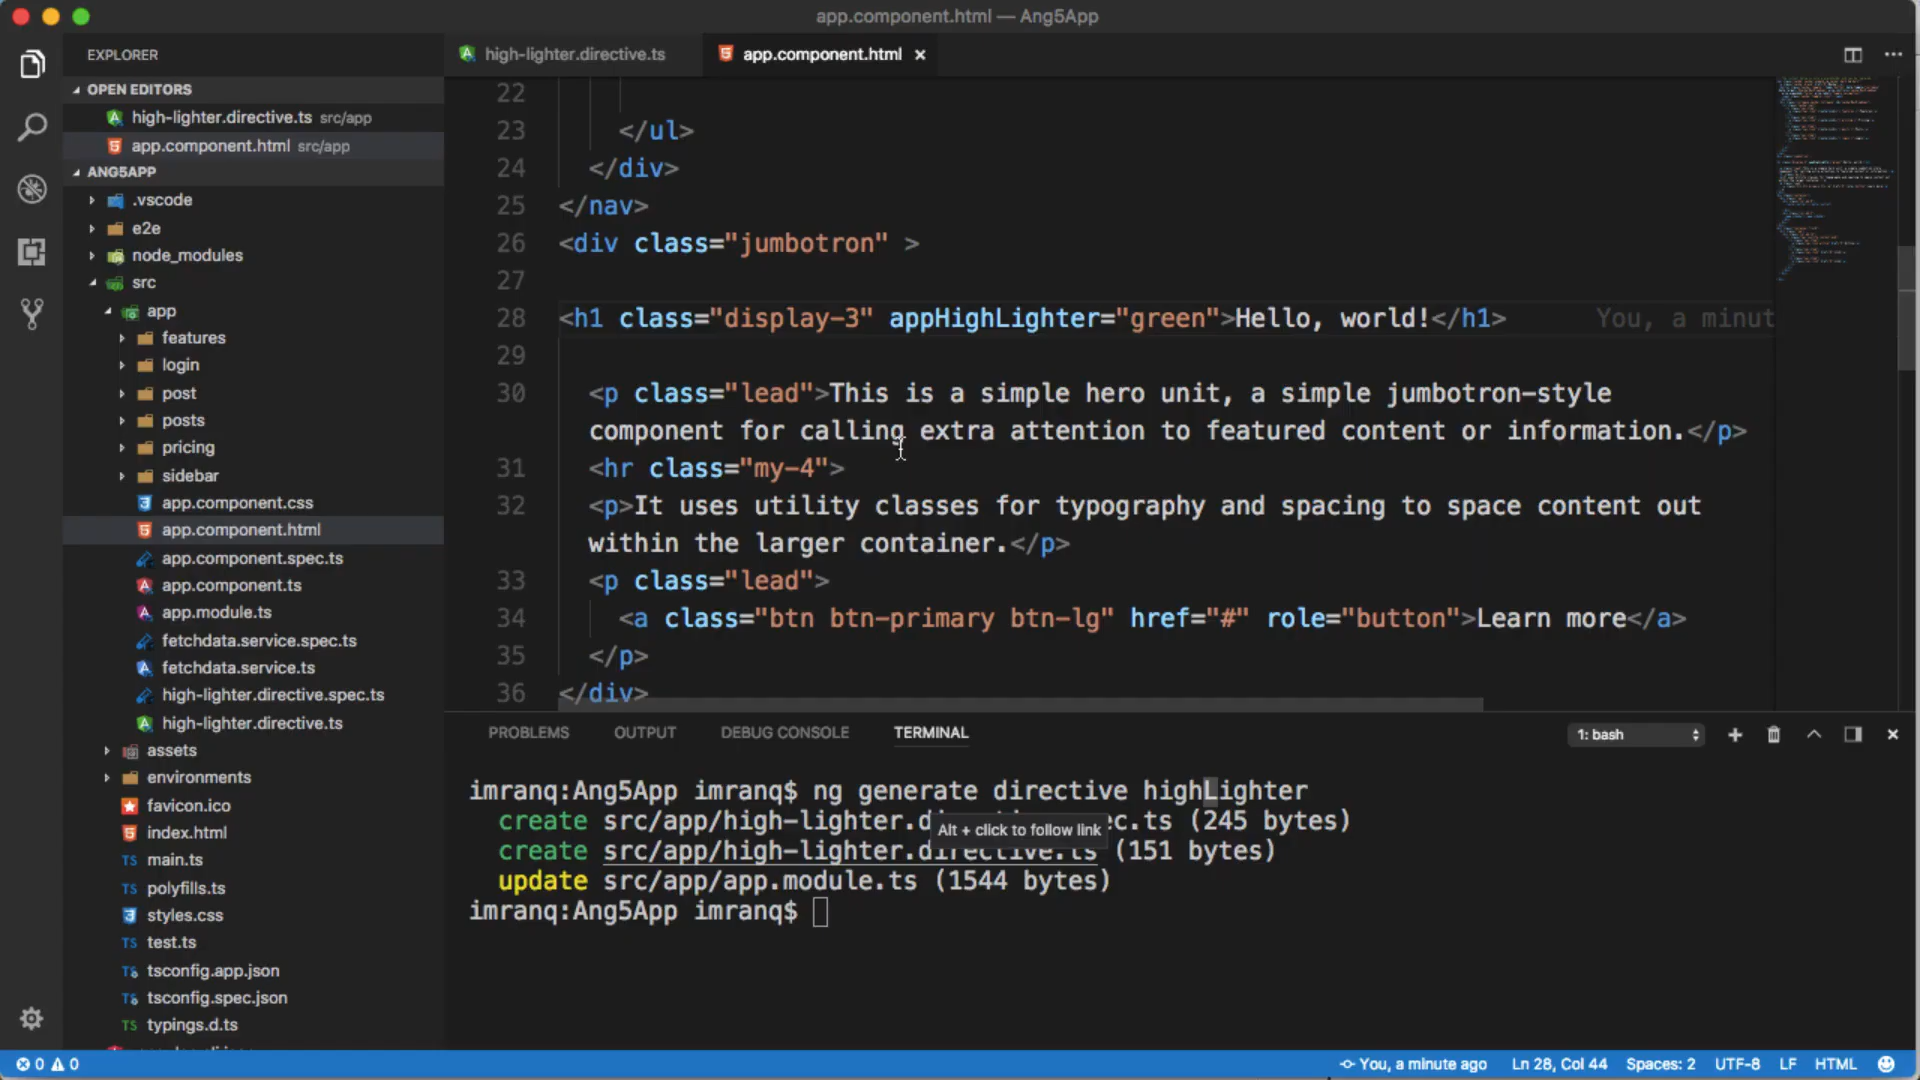 app.component.html — Ang5App
EXPLORER
OPEN EDITORS
high-lighter.directive.ts src/app
app.component.html src/app
ANG5APP
.vscode
e2e
node_modules
src
app
features
login
post
posts
pricing
sidebar
app.component.css
app.component.html
app.component.spec.ts
app.component.ts
app.module.ts
fetchdata.service.spec.ts
fetchdata.service.ts
high-lighter.directive.spec.ts
high-lighter.directive.ts
assets
environments
favicon.ico
index.html
main.ts
polyfills.ts
styles.css
test.ts
tsconfig.app.json
tsconfig.spec.json
typings.d.ts
high-lighter.directive.ts
app.component.html
22
23 </ul>
24 </div>
25 </nav>
26 <div class="jumbotron" >
27
28 <h1 class="display-3" appHighLighter="green">Hello, world!</h1> You, a minut
29
30 <p class="lead">This is a simple hero unit, a simple jumbotron-style
component for calling extra attention to featured content or information.</p>
31 <hr class="my-4">
32 <p>It uses utility classes for typography and spacing to space content out
within the larger container.</p>
33 <p class="lead">
34 <a class="btn btn-primary btn-lg" href="#" role="button">Learn more</a>
35 </p>
36 </div>
PROBLEMS OUTPUT DEBUG CONSOLE TERMINAL
1: bash
imranq:Ang5App imranq$ ng generate directive highLighter
create src/app/high-lighter.d c.ts (245 bytes)
Alt + click to follow link
create src/app/high-lighter.directive.ts (151 bytes)
update src/app/app.module.ts (1544 bytes)
imranq:Ang5App imranq$
0 0
You, a minute ago Ln 28, Col 44 Spaces: 2 UTF-8 LF HTML